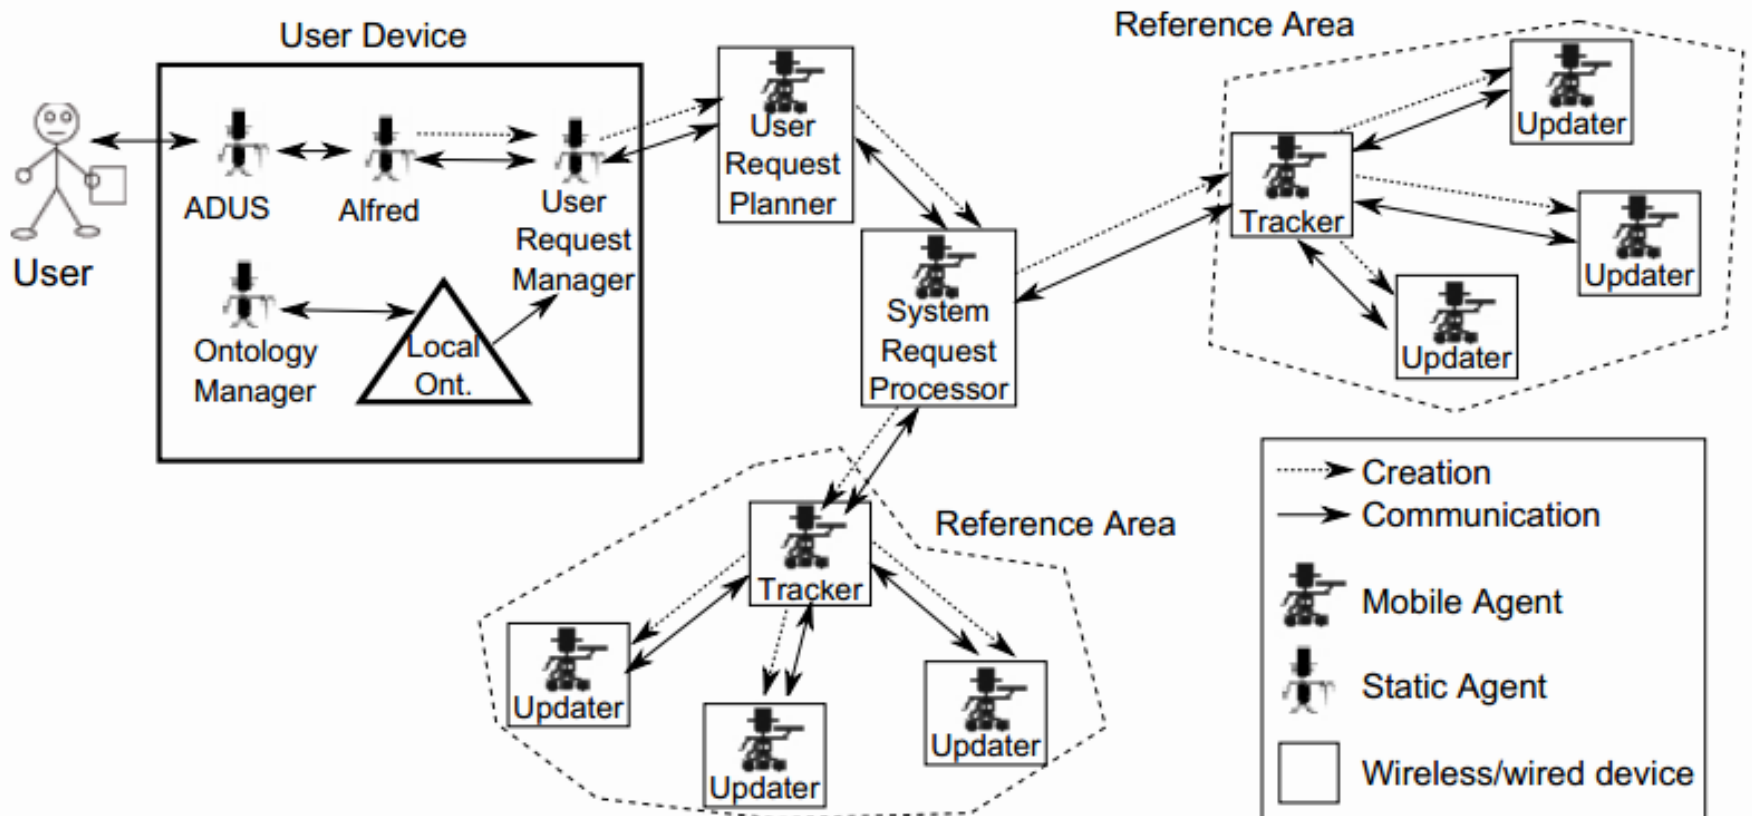 User Device
Reference Area
User
ADUS
Alfred
User
Request
Manager
Ontology
Manager
Local
Ont.
User
Request
Planner
System
Request
Processor
Tracker
Updater
Updater
Updater
Reference Area
Tracker
Updater
Updater
Updater
Creation
Communication
Mobile Agent
Static Agent
Wireless/wired device